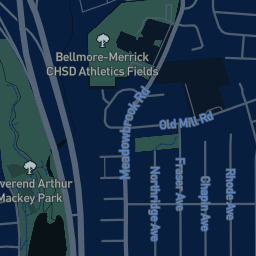 Bellmore-Merrick
CHSD Athletics Fields
Meadowbrook Rd
Old Mill Rd
verend Arthur
Mackey Park
Northridge Ave
Fraser Ave
Chapin Ave
Rhode Ave